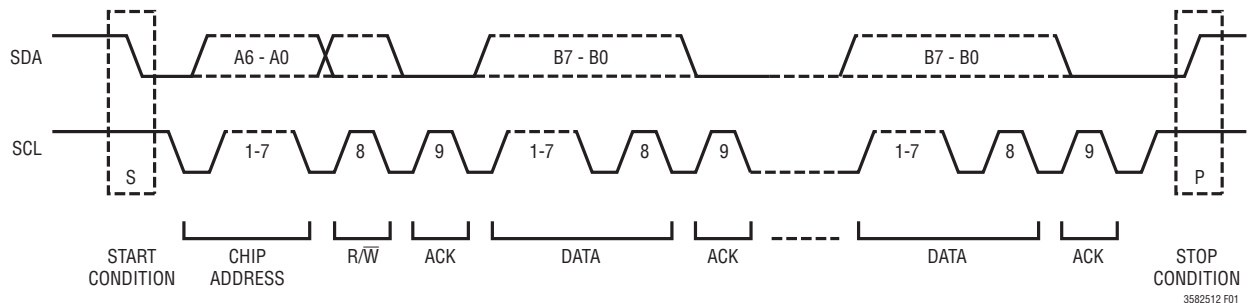 SDA
A6 - A0
B7 - B0
B7 - B0
SCL
S
1-7
8
9
1-7
8
9
1-7
8
9
P
START
CONDITION
CHIP
ADDRESS
R/W̅
ACK
DATA
ACK
DATA
ACK
STOP
CONDITION
3582512 F01